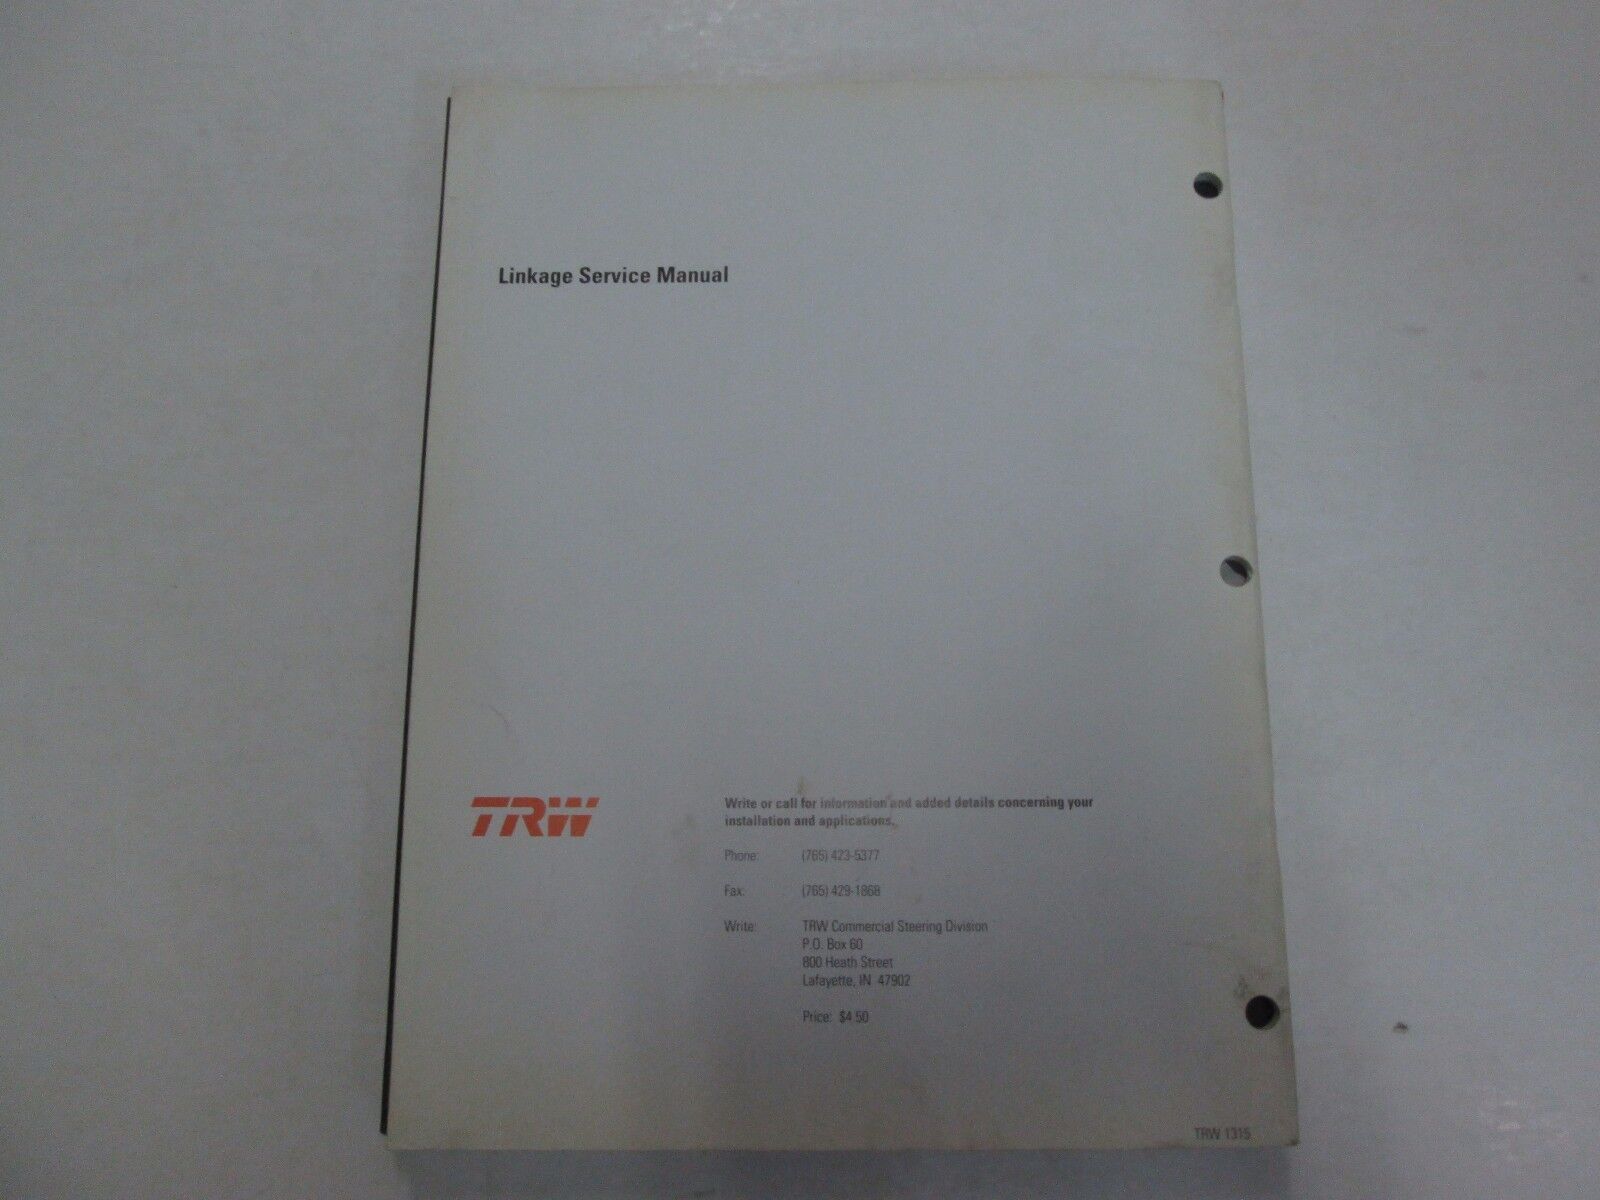 Linkage Service Manual
TRW
Write or call for information and added details concerning your
installation and applications.
Phone: (765) 423-5377
Fax: (765) 429-1868
Write: TRW Commercial Steering Division
P.O. Box 60
800 Heath Street
Lafayette, IN 47902
Price: $4.50
TRW 1315